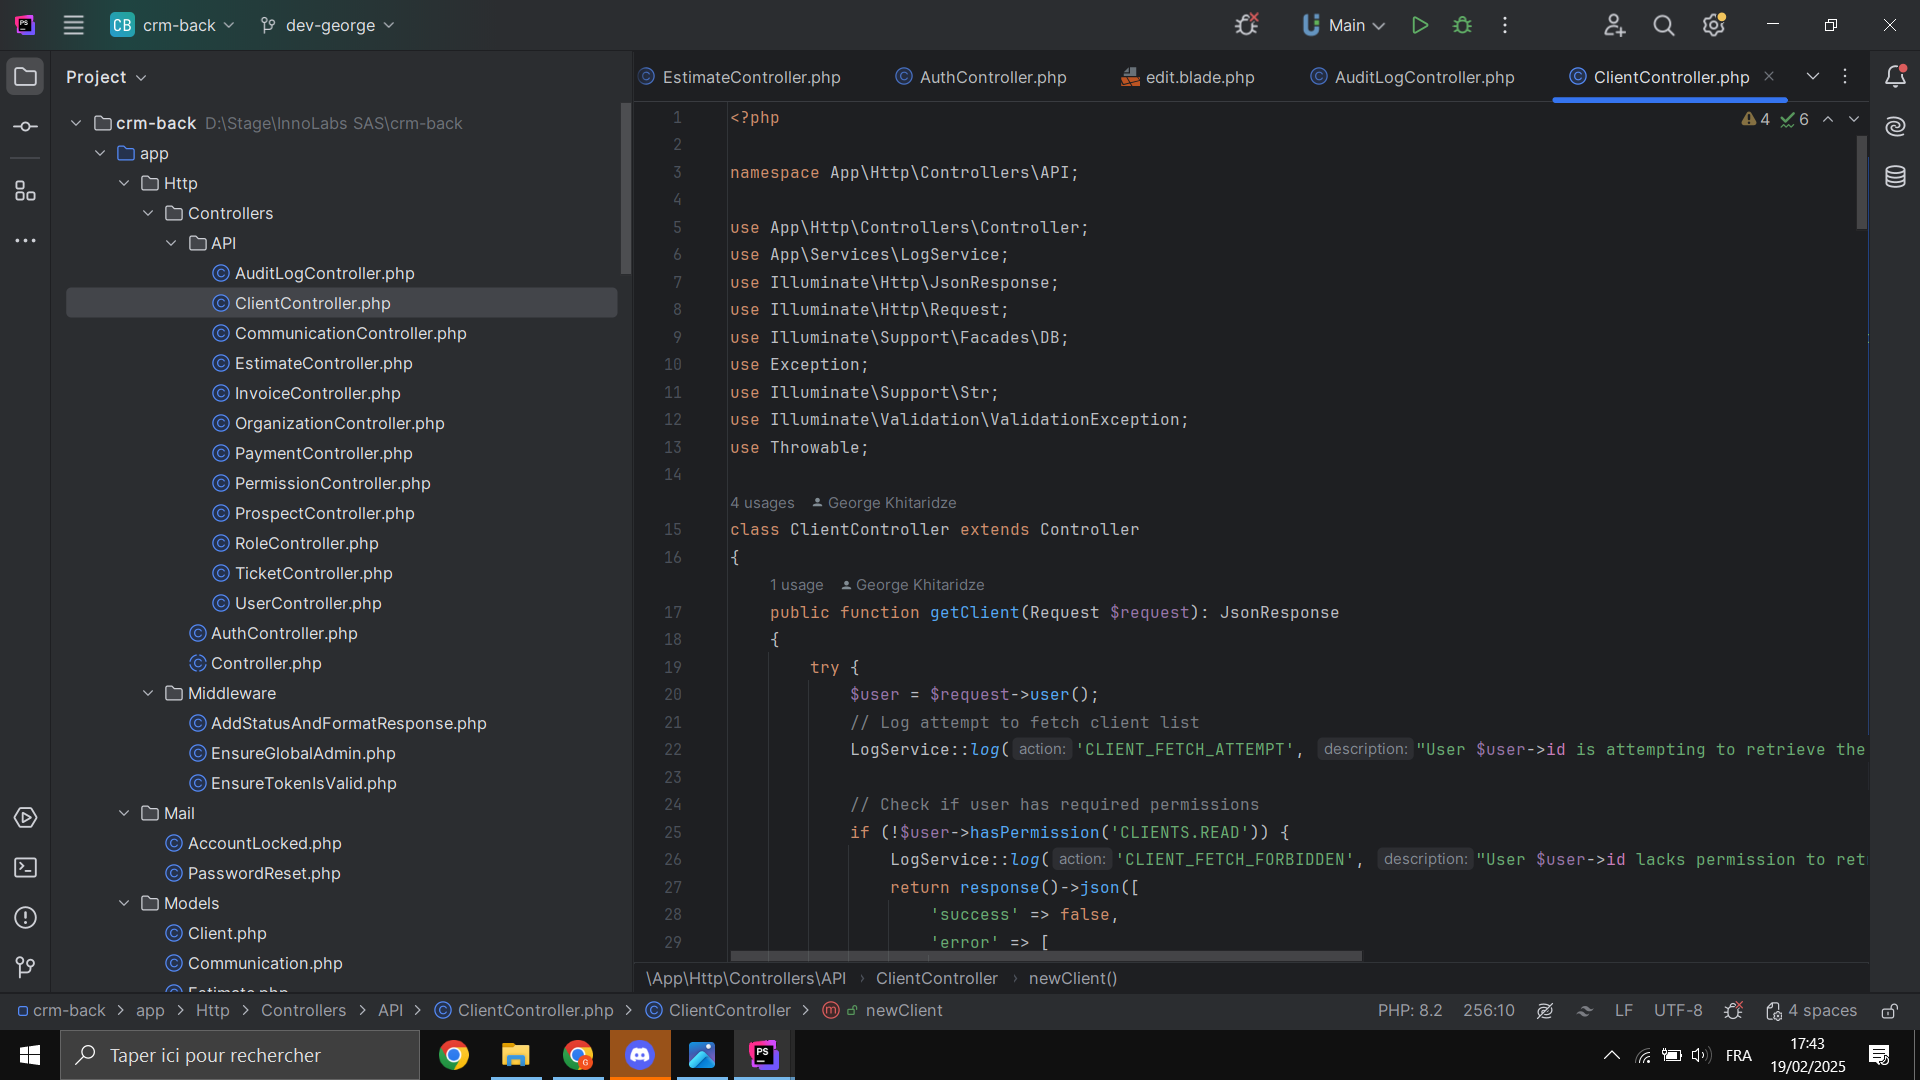 CB crm-back dev-george Main
Project
crm-back D:\Stage\InnoLabs SAS\crm-back
app
Http
Controllers
API
AuditLogController.php
ClientController.php
CommunicationController.php
EstimateController.php
InvoiceController.php
OrganizationController.php
PaymentController.php
PermissionController.php
ProspectController.php
RoleController.php
TicketController.php
UserController.php
AuthController.php
Controller.php
Middleware
AddStatusAndFormatResponse.php
EnsureGlobalAdmin.php
EnsureTokenIsValid.php
Mail
AccountLocked.php
PasswordReset.php
Models
Client.php
Communication.php
Estimate.php
EstimateController.php AuthController.php edit.blade.php AuditLogController.php ClientController.php
4 6
1 <?php
2
3 namespace App\Http\Controllers\API;
4
5 use App\Http\Controllers\Controller;
6 use App\Services\LogService;
7 use Illuminate\Http\JsonResponse;
8 use Illuminate\Http\Request;
9 use Illuminate\Support\Facades\DB;
10 use Exception;
11 use Illuminate\Support\Str;
12 use Illuminate\Validation\ValidationException;
13 use Throwable;
14
4 usages George Khitaridze
15 class ClientController extends Controller
16 {
1 usage George Khitaridze
17 public function getClient(Request $request): JsonResponse
18 {
19 try {
20 $user = $request->user();
21 // Log attempt to fetch client list
22 LogService::log( action: 'CLIENT_FETCH_ATTEMPT', description: "User $user->id is attempting to retrieve the
23
24 // Check if user has required permissions
25 if (!$user->hasPermission('CLIENTS.READ')) {
26 LogService::log( action: 'CLIENT_FETCH_FORBIDDEN', description: "User $user->id lacks permission to ret
27 return response()->json([
28 'success' => false,
29 'error' => [
\App\Http\Controllers\API › ClientController › newClient()
crm-back > app > Http > Controllers > API > ClientController.php > ClientController > m newClient
PHP: 8.2 256:10 LF UTF-8 4 spaces
Taper ici pour rechercher
PS
FRA
17:43
19/02/2025